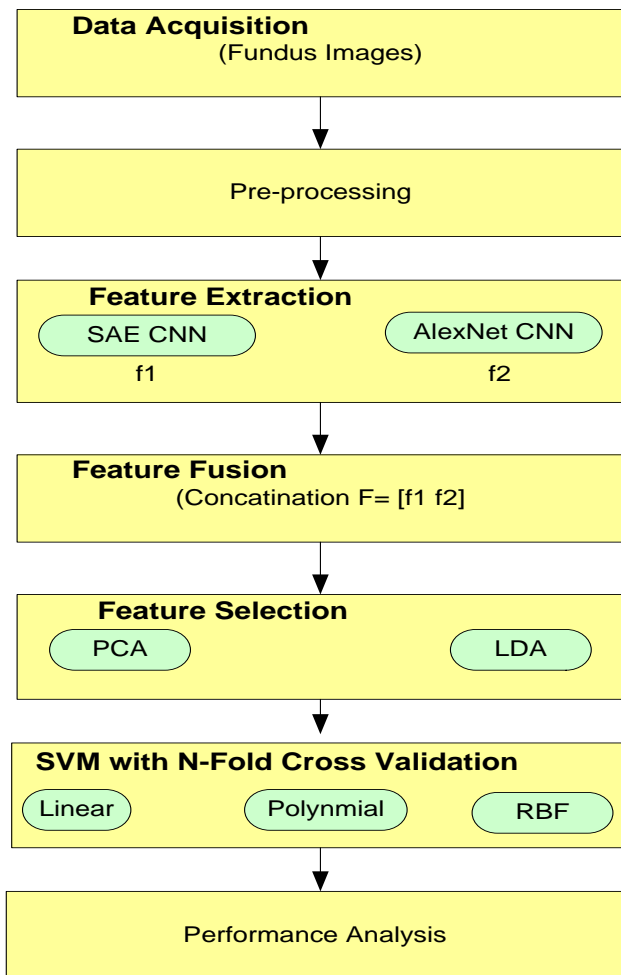 Data Acquisition
(Fundus Images)
Pre-processing
Feature Extraction
SAE CNN
AlexNet CNN
f1
f2
Feature Fusion
(Concatination F= [f1 f2]
Feature Selection
PCA
LDA
SVM with N-Fold Cross Validation
Linear
Polynmial
RBF
Performance Analysis